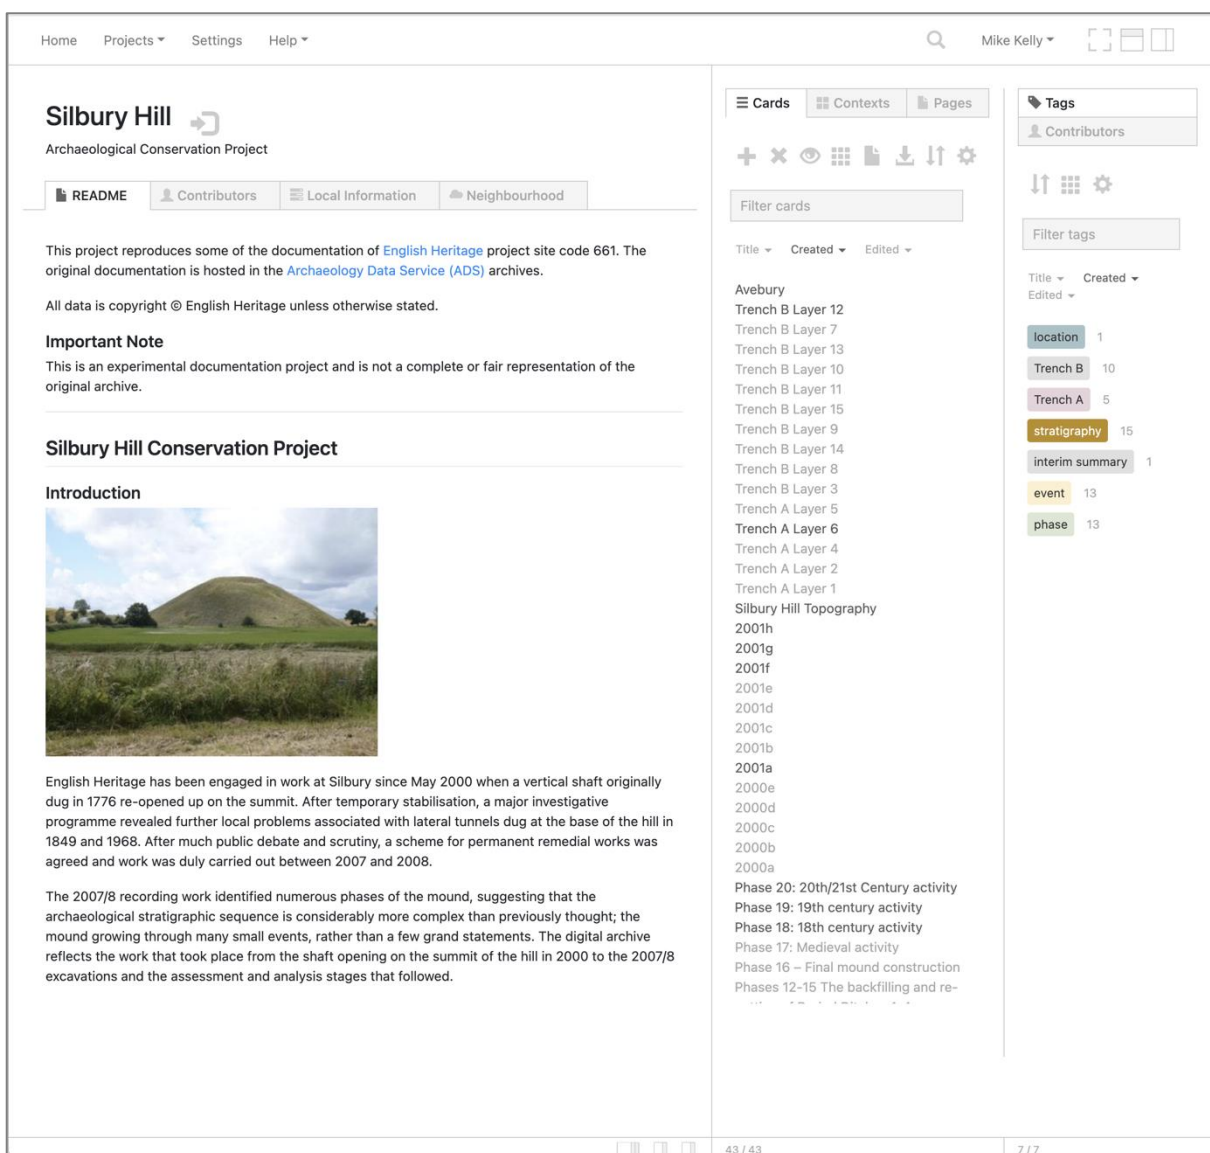 Home Projects Settings Help Mike Kelly
Silbury Hill
Archaeological Conservation Project
README Contributors Local Information Neighbourhood
This project reproduces some of the documentation of English Heritage project site code 661. The
original documentation is hosted in the Archaeology Data Service (ADS) archives.
All data is copyright © English Heritage unless otherwise stated.
Important Note
This is an experimental documentation project and is not a complete or fair representation of the
original archive.
Silbury Hill Conservation Project
Introduction
English Heritage has been engaged in work at Silbury since May 2000 when a vertical shaft originally
dug in 1776 re-opened up on the summit. After temporary stabilisation, a major investigative
programme revealed further local problems associated with lateral tunnels dug at the base of the hill in
1849 and 1968. After much public debate and scrutiny, a scheme for permanent remedial works was
agreed and work was duly carried out between 2007 and 2008.
The 2007/8 recording work identified numerous phases of the mound, suggesting that the
archaeological stratigraphic sequence is considerably more complex than previously thought; the
mound growing through many small events, rather than a few grand statements. The digital archive
reflects the work that took place from the shaft opening on the summit of the hill in 2000 to the 2007/8
excavations and the assessment and analysis stages that followed.
Cards Contexts Pages
Filter cards
Title Created Edited
Avebury
Trench B Layer 12
Trench B Layer 7
Trench B Layer 13
Trench B Layer 10
Trench B Layer 11
Trench B Layer 15
Trench B Layer 9
Trench B Layer 14
Trench B Layer 8
Trench B Layer 3
Trench A Layer 5
Trench A Layer 6
Trench A Layer 4
Trench A Layer 2
Trench A Layer 1
Silbury Hill Topography
2001h
2001g
2001f
2001e
2001d
2001c
2001b
2001a
2000e
2000d
2000c
2000b
2000a
Phase 20: 20th/21st Century activity
Phase 19: 19th century activity
Phase 18: 18th century activity
Phase 17: Medieval activity
Phase 16 – Final mound construction
Phases 12-15 The backfilling and re-
43 / 43
Tags
Contributors
Filter tags
Title Created
Edited
location 1
Trench B 10
Trench A 5
stratigraphy 15
interim summary 1
event 13
phase 13
7 / 7